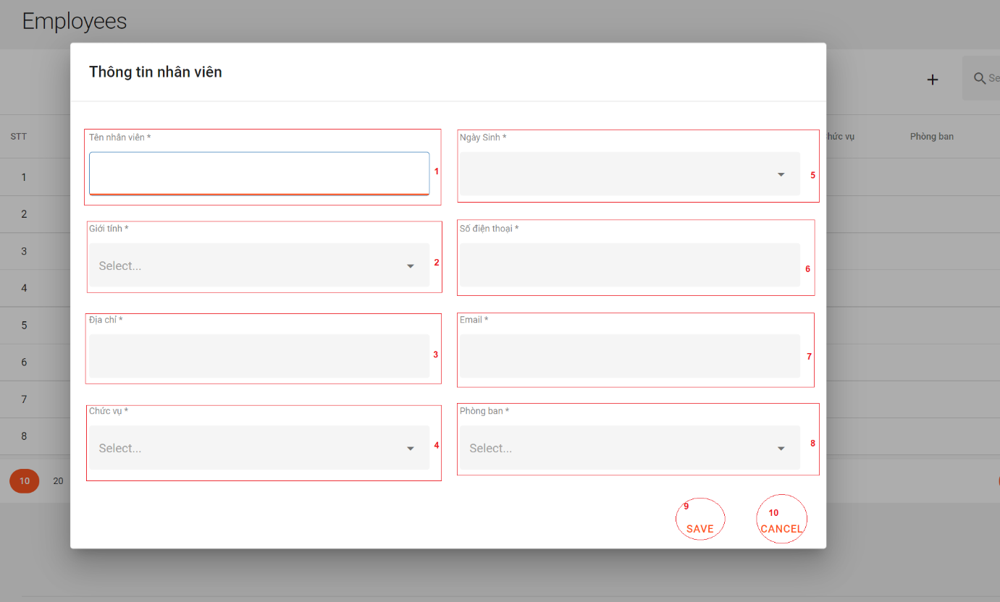 Employees
Thông tin nhân viên
Se
STT
hức vụ
Phòng ban
Tên nhân viên *
1
Ngày Sinh *
5
Giới tính *
Select...
2
Số điện thoại *
6
Địa chỉ *
3
Email *
7
Chức vụ *
Select...
4
Phòng ban *
Select...
8
1
2
3
4
5
6
7
8
10
20
9
SAVE
10
CANCEL